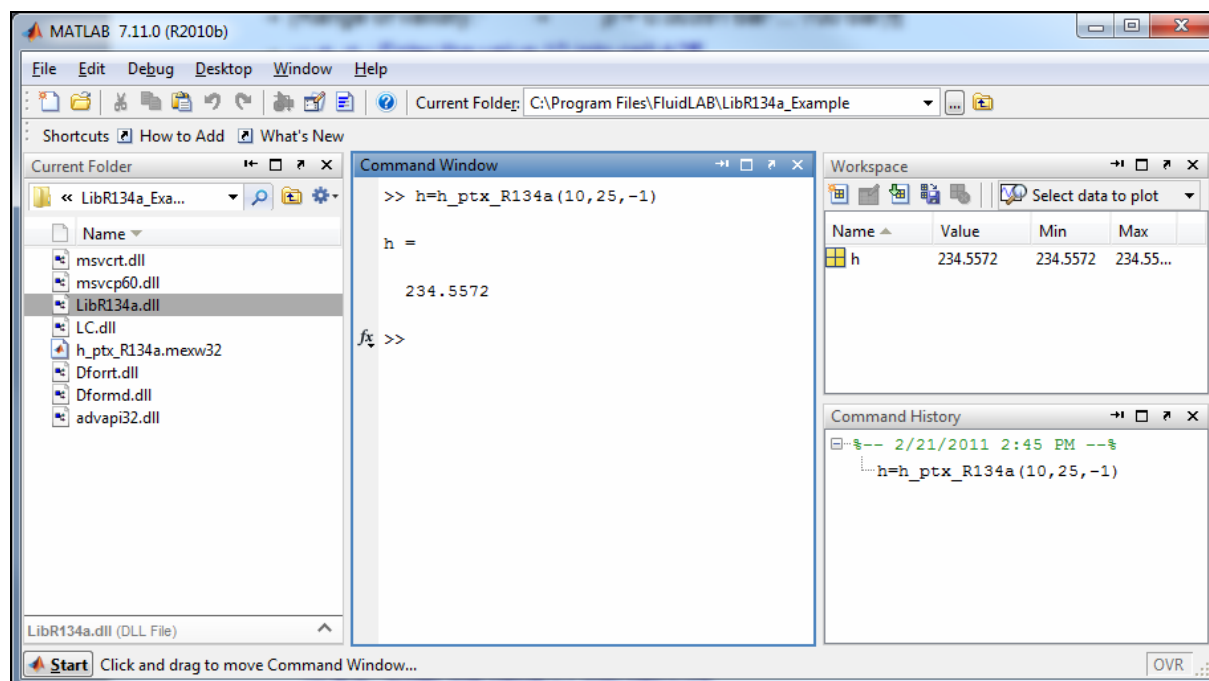 MATLAB 7.11.0 (R2010b)
File Edit Debug Desktop Window Help
Current Folder: C:\Program Files\FluidLAB\LibR134a_Example
Shortcuts How to Add What's New
Current Folder
« LibR134a_Exa...
Name
msvcrt.dll
msvcp60.dll
LibR134a.dll
LC.dll
h_ptx_R134a.mexw32
Dforrt.dll
Dformd.dll
advapi32.dll
LibR134a.dll (DLL File)
Command Window
>> h=h_ptx_R134a(10,25,-1)
h =
234.5572
fx >>
Workspace
Select data to plot
Name Value Min Max
h 234.5572 234.5572 234.55...
Command History
%-- 2/21/2011 2:45 PM --%
h=h_ptx_R134a(10,25,-1)
Start Click and drag to move Command Window...
OVR